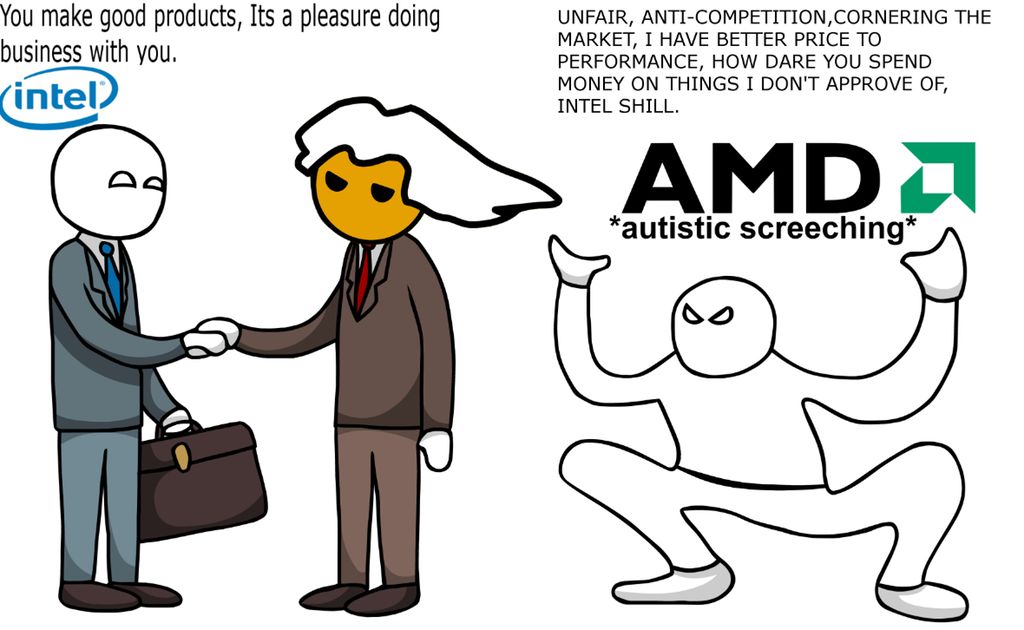 You make good products, Its a pleasure doing
business with you.
intel®
UNFAIR, ANTI-COMPETITION,CORNERING THE
MARKET, I HAVE BETTER PRICE TO
PERFORMANCE, HOW DARE YOU SPEND
MONEY ON THINGS I DON'T APPROVE OF,
INTEL SHILL.
AMD
*autistic screeching*